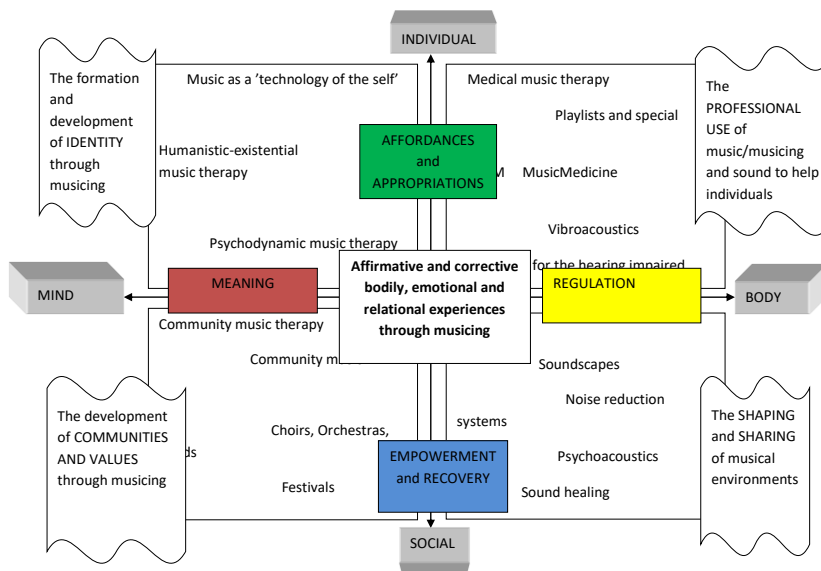 INDIVIDUAL
The formation
and
development
of IDENTITY
through
musicing
Music as a ’technology of the self’
Humanistic-existential
music therapy
Psychodynamic music therapy
AFFORDANCES
and
APPROPRIATIONS
Medical music therapy
Playlists and special
M MusicMedicine
Vibroacoustics
for the hearing impaired
The
PROFESSIONAL
USE of
music/musicing
and sound to help
individuals
MIND
MEANING
Affirmative and corrective
bodily, emotional and
relational experiences
through musicing
REGULATION
BODY
Community music therapy
Community
Choirs, Orchestras,
ds
Festivals
The development
of COMMUNITIES
AND VALUES
through musicing
EMPOWERMENT
and RECOVERY
Soundscapes
Noise reduction
systems
Psychoacoustics
Sound healing
The SHAPING
and SHARING
of musical
environments
SOCIAL